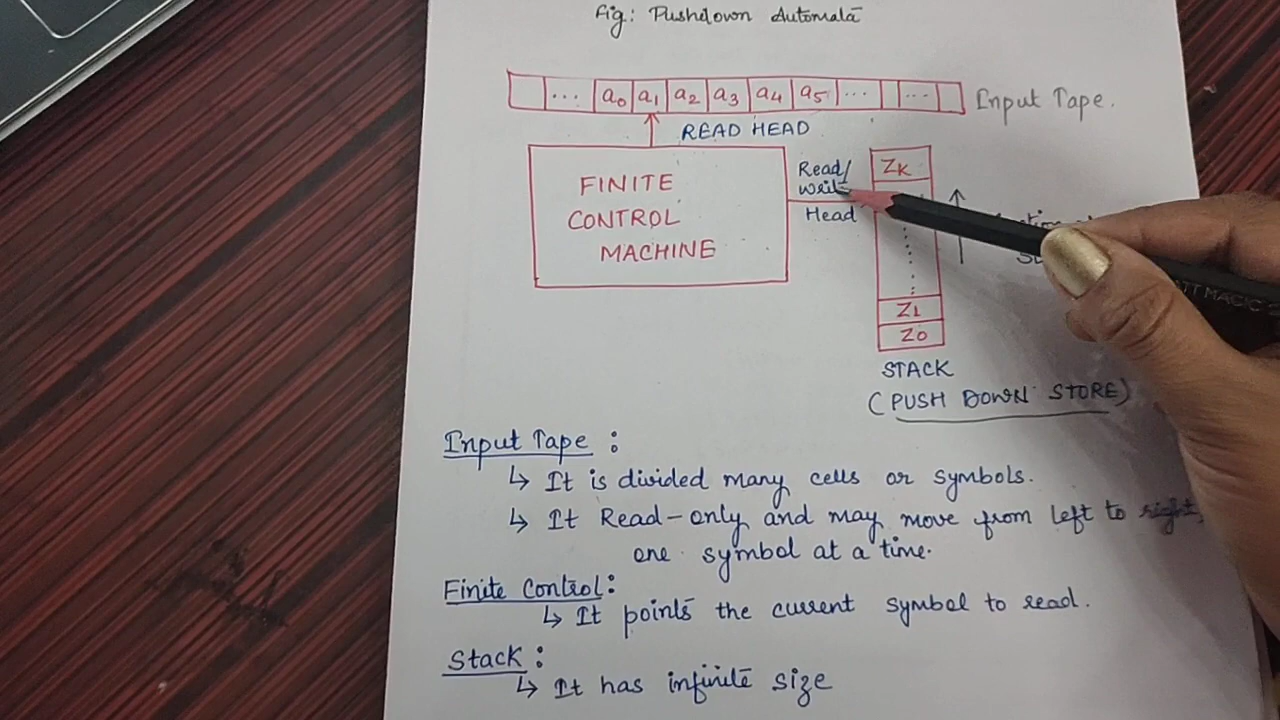 Fig: Pushdown Automata
... a0 a1 a2 a3 a4 a5 ... ... Input Tape.
READ HEAD
FINITE
CONTROL
MACHINE
Read/
Write
Head
ZK
Z1
Z0
STACK
(PUSH DOWN STORE)
Input Tape :
↳ It is divided many cells or symbols.
↳ It Read-only and may move from left to right,
one symbol at a time.
Finite Control:
↳ It points the current symbol to read.
Stack :
↳ It has infinite size
MAGIC